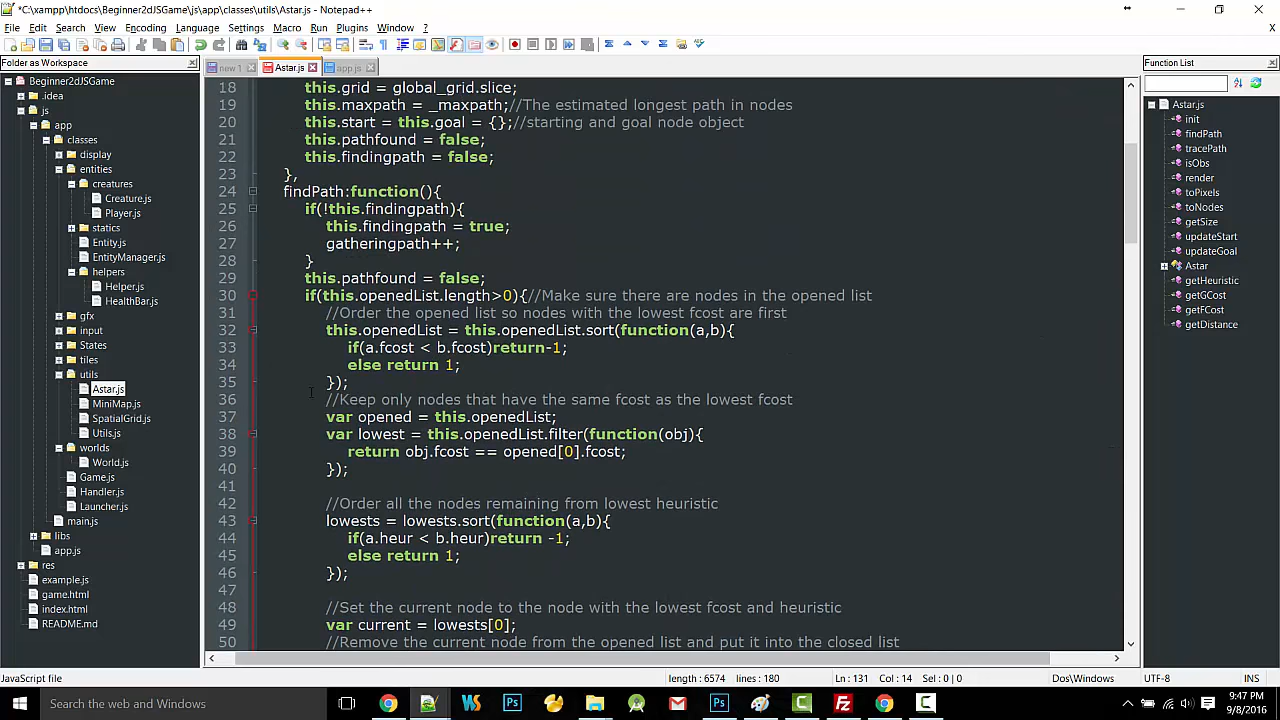 *C:\xampp\htdocs\Beginner2dJSGame\js\app\classes\utils\Astar.js - Notepad++
File Edit Search View Encoding Language Settings Macro Run Plugins Window ?
X
Folder as Workspace
new 1 Astar.js app.js
Function List
Beginner2dJSGame
.idea
js
app
classes
display
entities
creatures
Creature.js
Player.js
statics
Entity.js
EntityManager.js
helpers
Helper.js
HealthBar.js
gfx
input
States
tiles
utils
Astar.js
MiniMap.js
SpatialGrid.js
Utils.js
worlds
World.js
Game.js
Handler.js
Launcher.js
main.js
libs
app.js
res
example.js
game.html
index.html
README.md
18 this.grid = global_grid.slice;
19 this.maxpath = _maxpath;//The estimated longest path in nodes
20 this.start = this.goal = {};//starting and goal node object
21 this.pathfound = false;
22 this.findingpath = false;
23 },
24 findPath:function(){
25 if(!this.findingpath){
26 this.findingpath = true;
27 gatheringpath++;
28 }
29 this.pathfound = false;
30 if(this.openedList.length>0){//Make sure there are nodes in the opened list
31 //Order the opened list so nodes with the lowest fcost are first
32 this.openedList = this.openedList.sort(function(a,b){
33 if(a.fcost < b.fcost)return-1;
34 else return 1;
35 });
36 //Keep only nodes that have the same fcost as the lowest fcost
37 var opened = this.openedList;
38 var lowest = this.openedList.filter(function(obj){
39 return obj.fcost == opened[0].fcost;
40 });
41
42 //Order all the nodes remaining from lowest heuristic
43 lowests = lowests.sort(function(a,b){
44 if(a.heur < b.heur)return -1;
45 else return 1;
46 });
47
48 //Set the current node to the node with the lowest fcost and heuristic
49 var current = lowests[0];
50 //Remove the current node from the opened list and put it into the closed list
Astar.js
init
findPath
tracePath
isObs
render
toPixels
toNodes
getSize
updateStart
updateGoal
Astar
getHeuristic
getGCost
getFCost
getDistance
JavaScript file length : 6574 lines : 180 Ln : 131 Col : 14 Sel : 0 | 0 Dos\Windows UTF-8 INS
Search the web and Windows
9:47 PM
9/8/2016